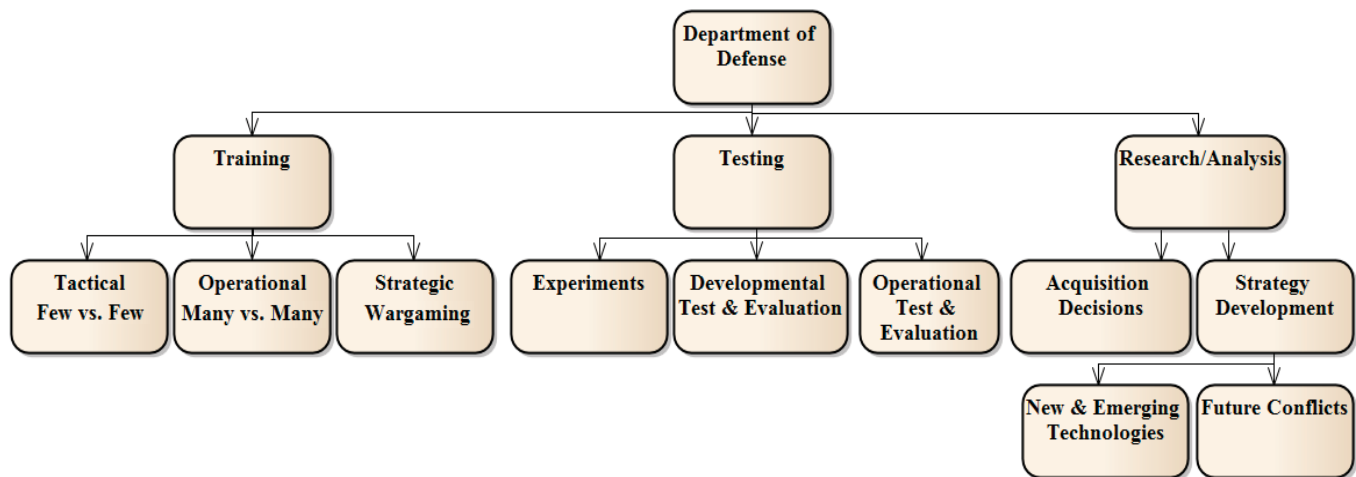 Department of
Defense
Training
Testing
Research/Analysis
Tactical
Few vs. Few
Operational
Many vs. Many
Strategic
Wargaming
Experiments
Developmental
Test & Evaluation
Operational
Test &
Evaluation
Acquisition
Decisions
Strategy
Development
New & Emerging
Technologies
Future Conflicts